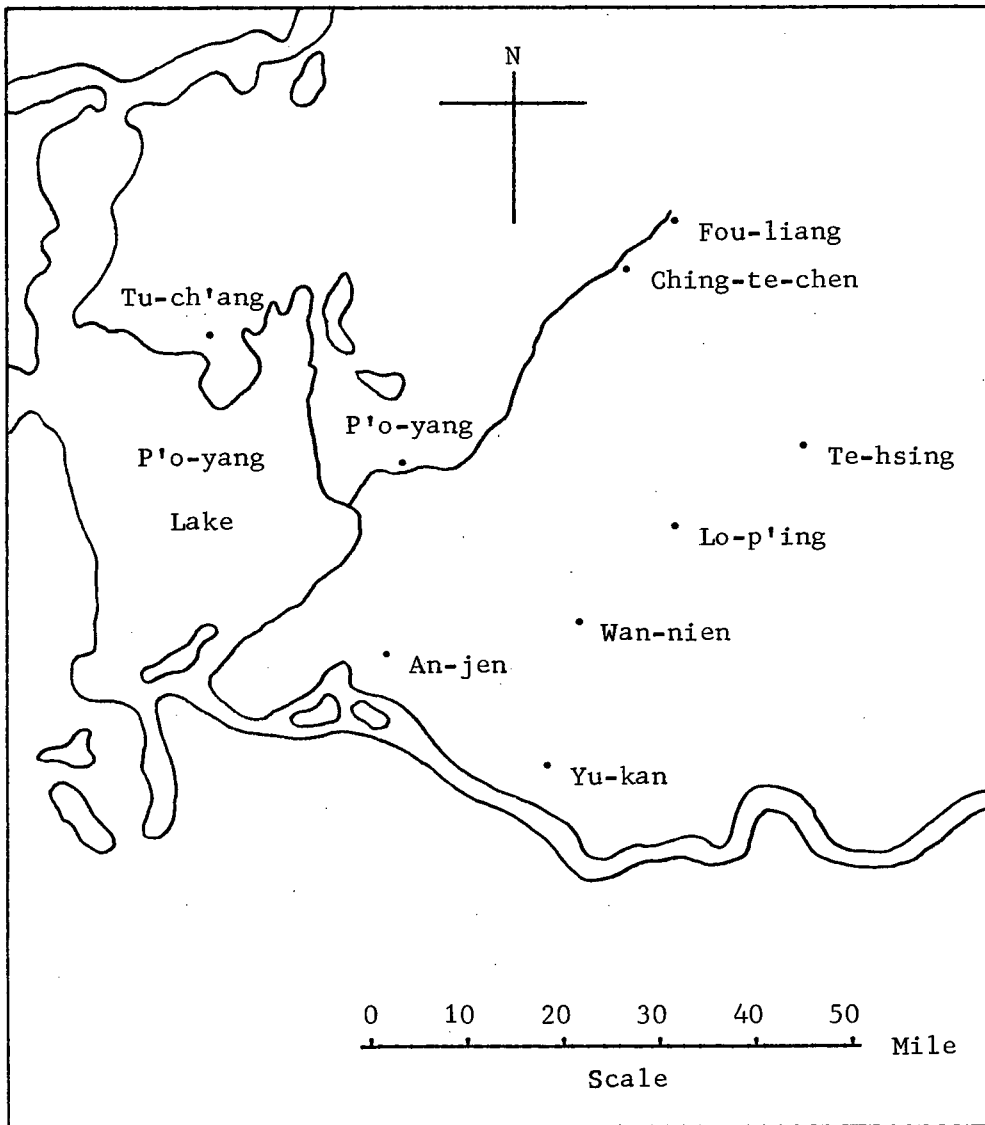 N
Fou-liang
Ching-te-chen
Tu-ch'ang
P'o-yang
P'o-yang
Lake
Te-hsing
Lo-p'ing
Wan-nien
An-jen
Yu-kan
0 10 20 30 40 50
Mile
Scale